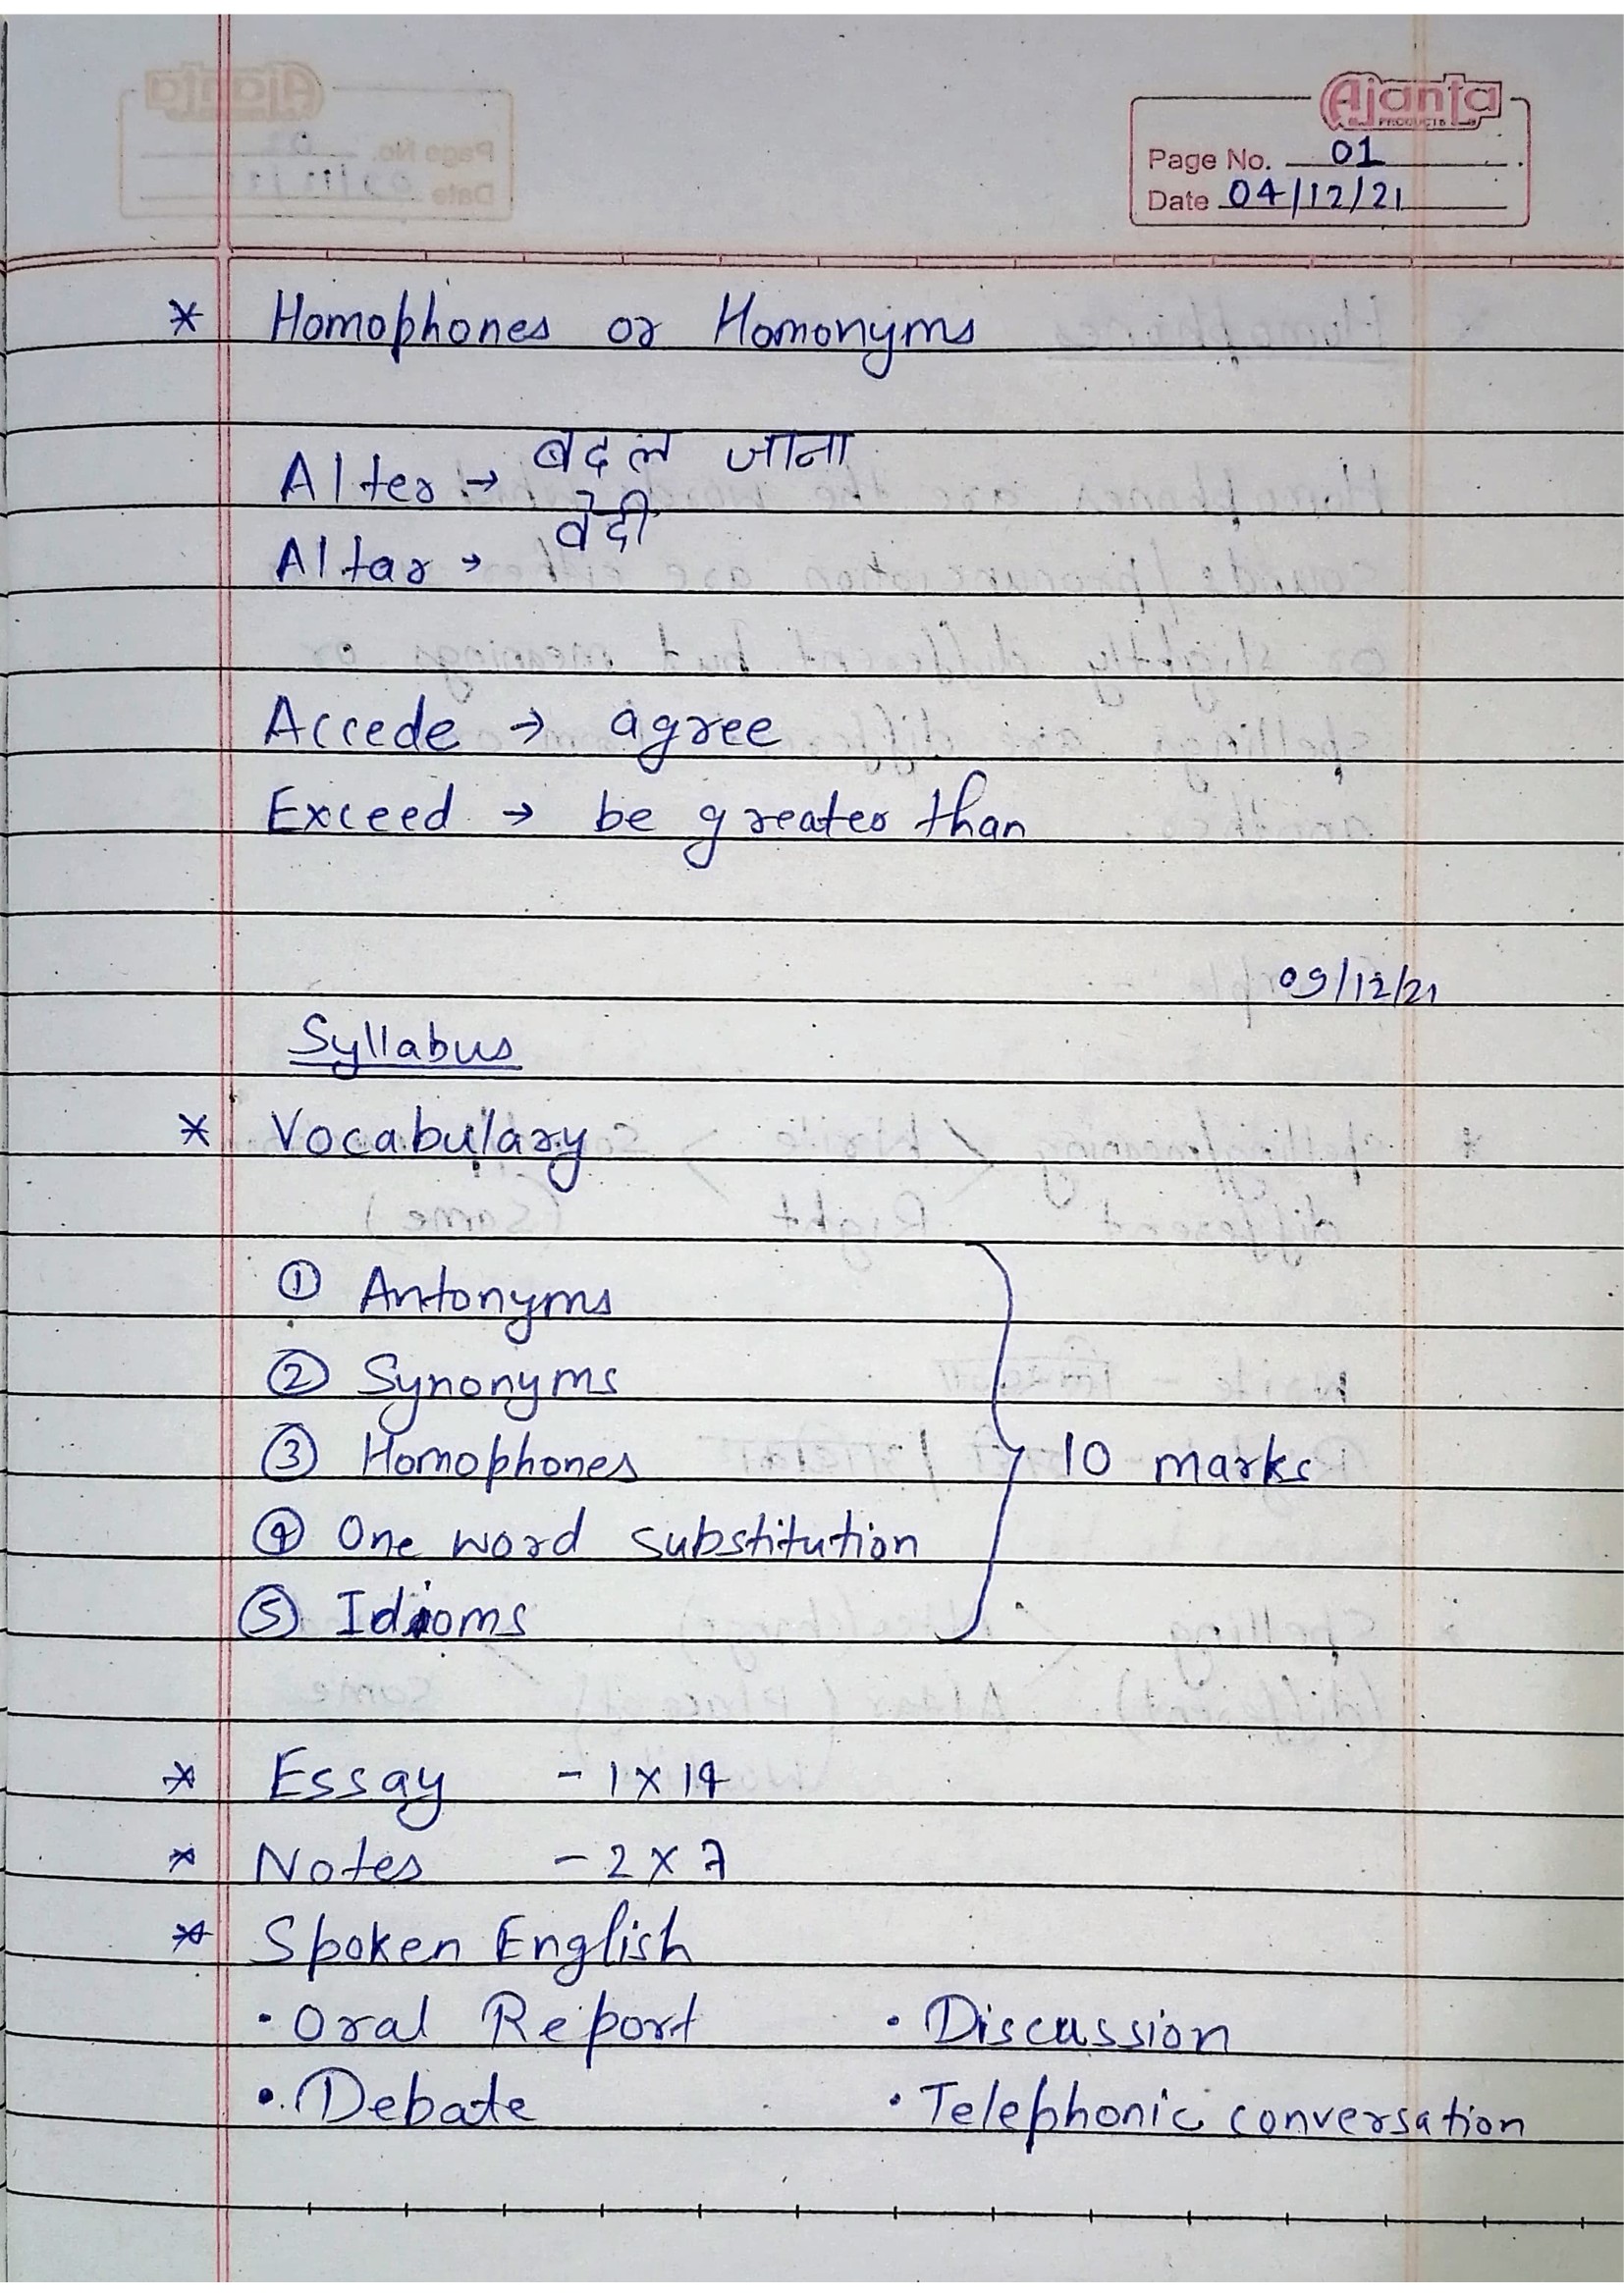 Ajanta
PRODUCTS
Page No. 01
Date 04/12/21
* Homophones or Homonyms
Alter → बदल जाना
Altar → वेदी
Accede → agree
Exceed → be greater than
09/12/21
Syllabus
* Vocabulary
① Antonyms
② Synonyms
③ Homophones
10 marks
④ One word substitution
⑤ Idioms
* Essay - 1 x 14
* Notes - 2 x 7
* Spoken English
• Oral Report • Discussion
• Debate • Telephonic conversation